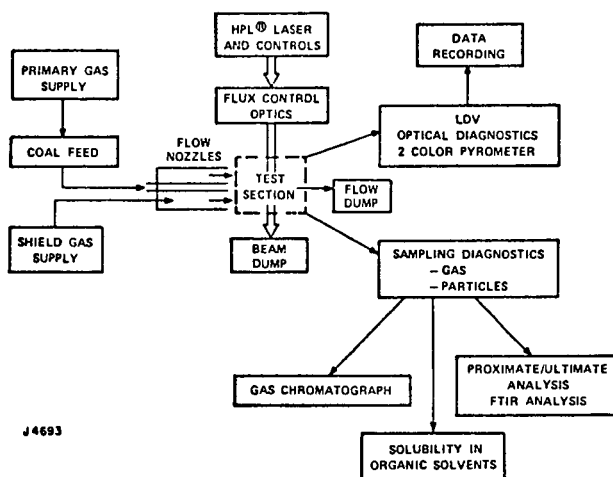 HPL® LASER
AND CONTROLS
DATA
RECORDING
PRIMARY GAS
SUPPLY
FLUX CONTROL
OPTICS
LDV
OPTICAL DIAGNOSTICS
2 COLOR PYROMETER
COAL FEED
FLOW
NOZZLES
TEST
SECTION
FLOW
DUMP
SHIELD GAS
SUPPLY
BEAM
DUMP
SAMPLING DIAGNOSTICS
– GAS
– PARTICLES
GAS CHROMATOGRAPH
PROXIMATE/ULTIMATE
ANALYSIS
FTIR ANALYSIS
J4693
SOLUBILITY IN
ORGANIC SOLVENTS